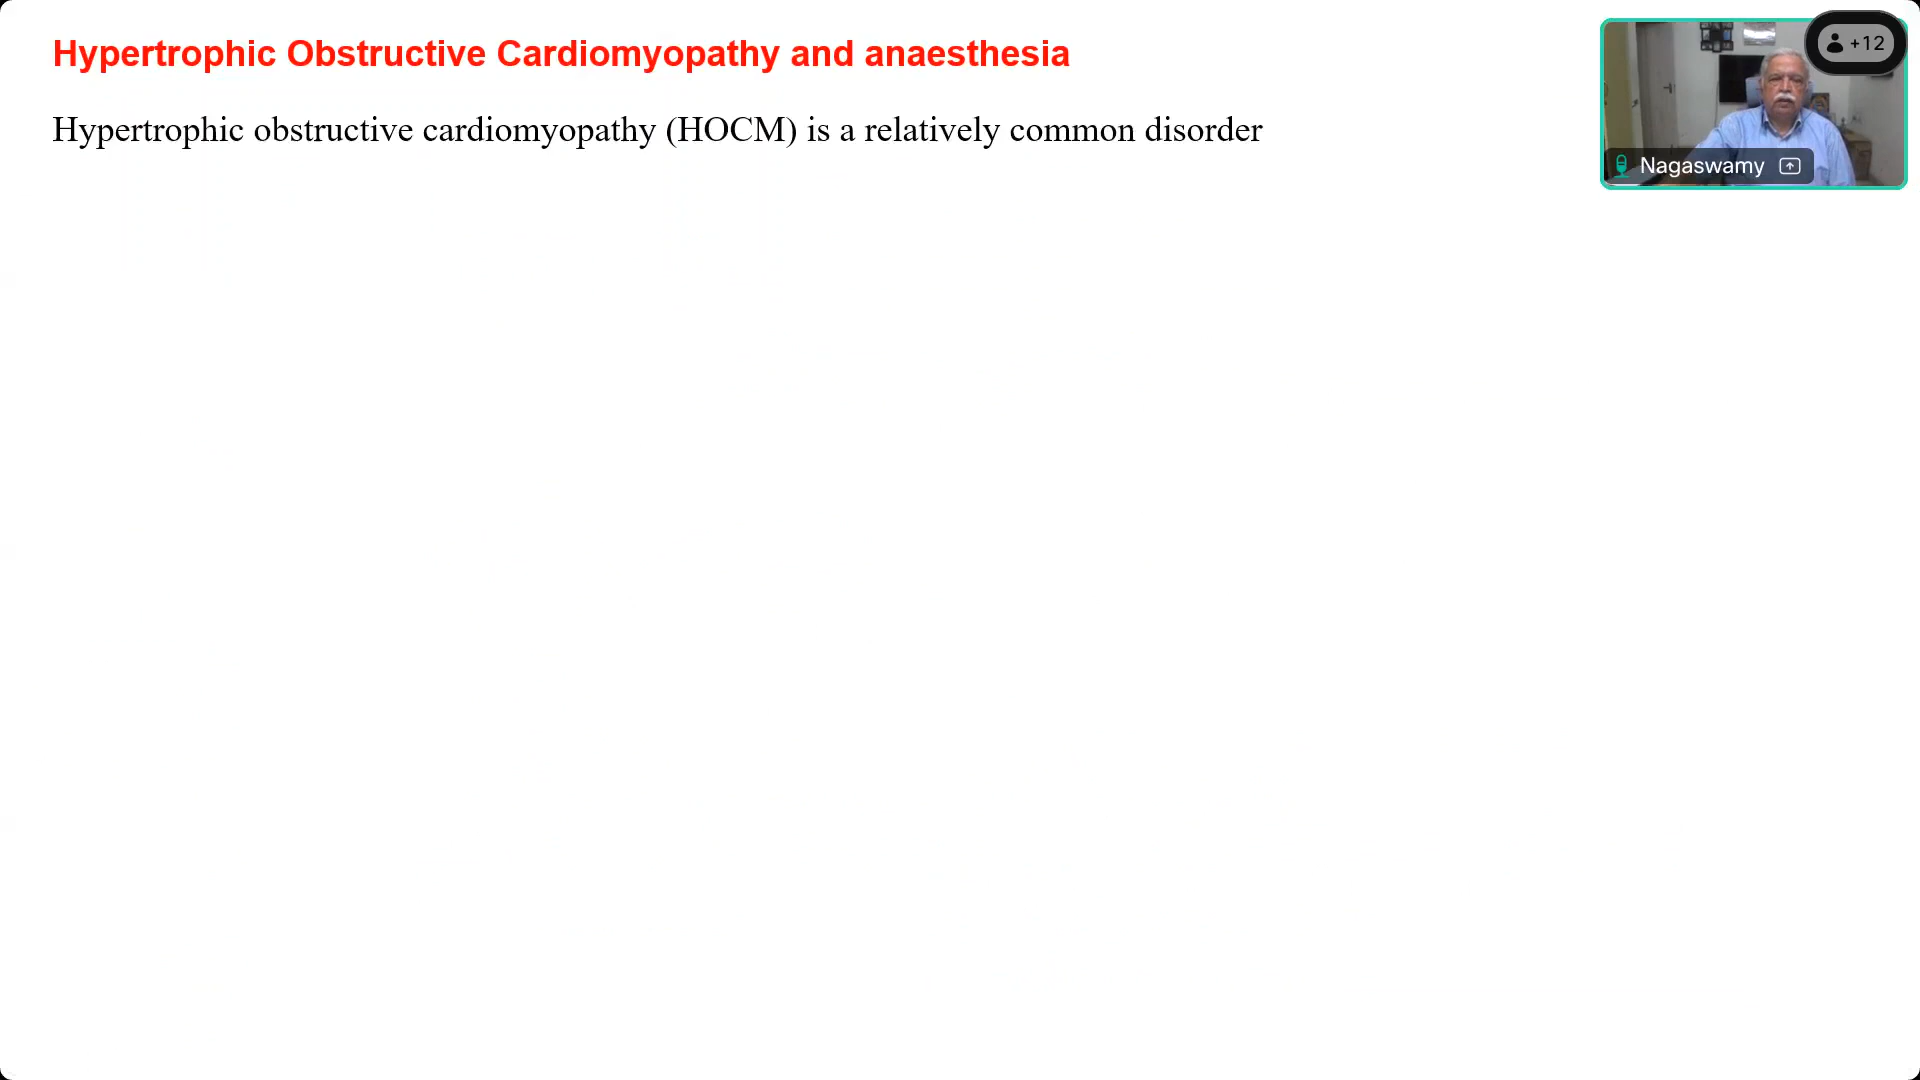 Hypertrophic Obstructive Cardiomyopathy and anaesthesia
Hypertrophic obstructive cardiomyopathy (HOCM) is a relatively common disorder
+12
Nagaswamy